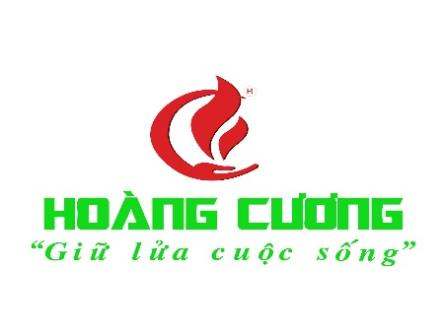 HOÀNG CƯƠNG
“Giữ lửa cuộc sống”